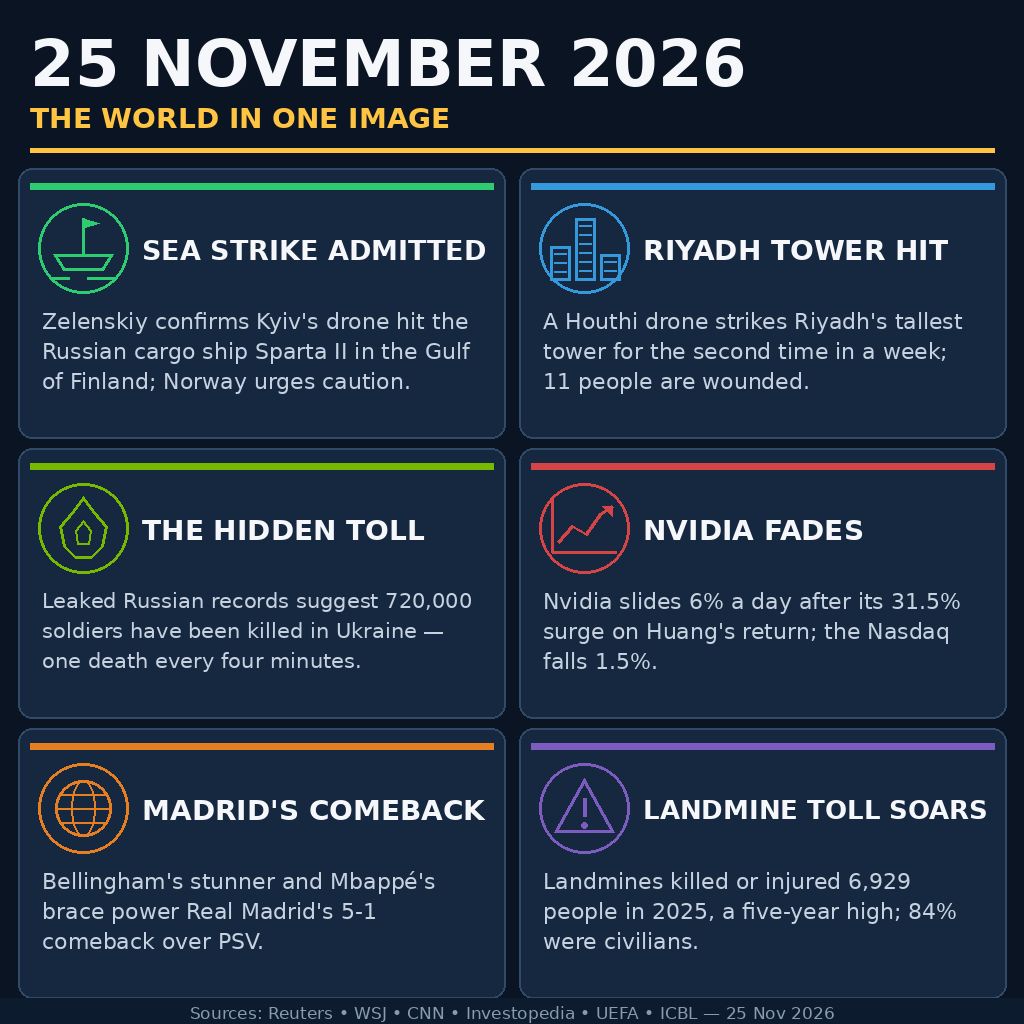 25 NOVEMBER 2026
THE WORLD IN ONE IMAGE
SEA STRIKE ADMITTED
Zelenskiy confirms Kyiv's drone hit the
Russian cargo ship Sparta II in the Gulf
of Finland; Norway urges caution.
RIYADH TOWER HIT
A Houthi drone strikes Riyadh's tallest
tower for the second time in a week;
11 people are wounded.
THE HIDDEN TOLL
Leaked Russian records suggest 720,000
soldiers have been killed in Ukraine —
one death every four minutes.
NVIDIA FADES
Nvidia slides 6% a day after its 31.5%
surge on Huang's return; the Nasdaq
falls 1.5%.
MADRID'S COMEBACK
Bellingham's stunner and Mbappé's
brace power Real Madrid's 5-1
comeback over PSV.
LANDMINE TOLL SOARS
Landmines killed or injured 6,929
people in 2025, a five-year high; 84%
were civilians.
Sources: Reuters • WSJ • CNN • Investopedia • UEFA • ICBL — 25 Nov 2026